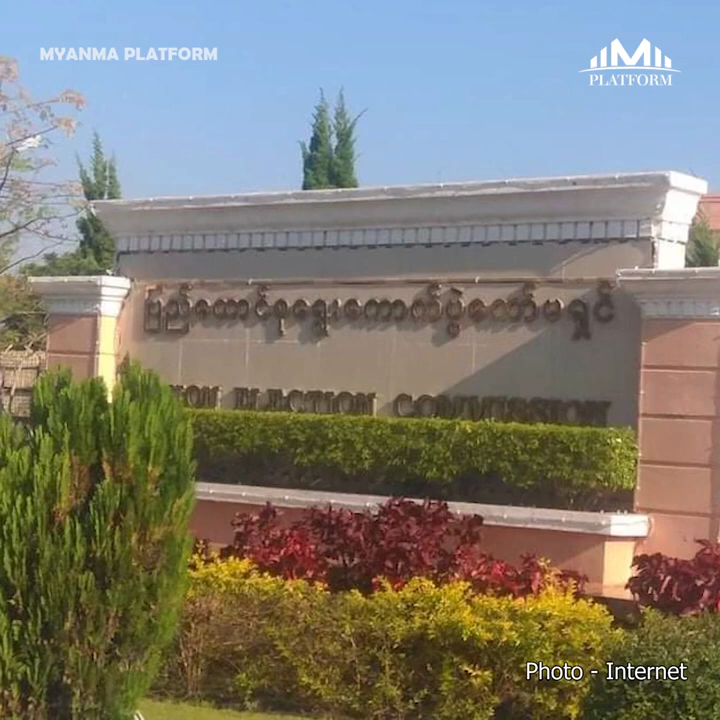 MYANMA PLATFORM
M
PLATFORM
ပြည်ထောင်စုရွေးကောက်ပွဲကော်မရှင်
ELECTION COMMISSION
Photo - Internet